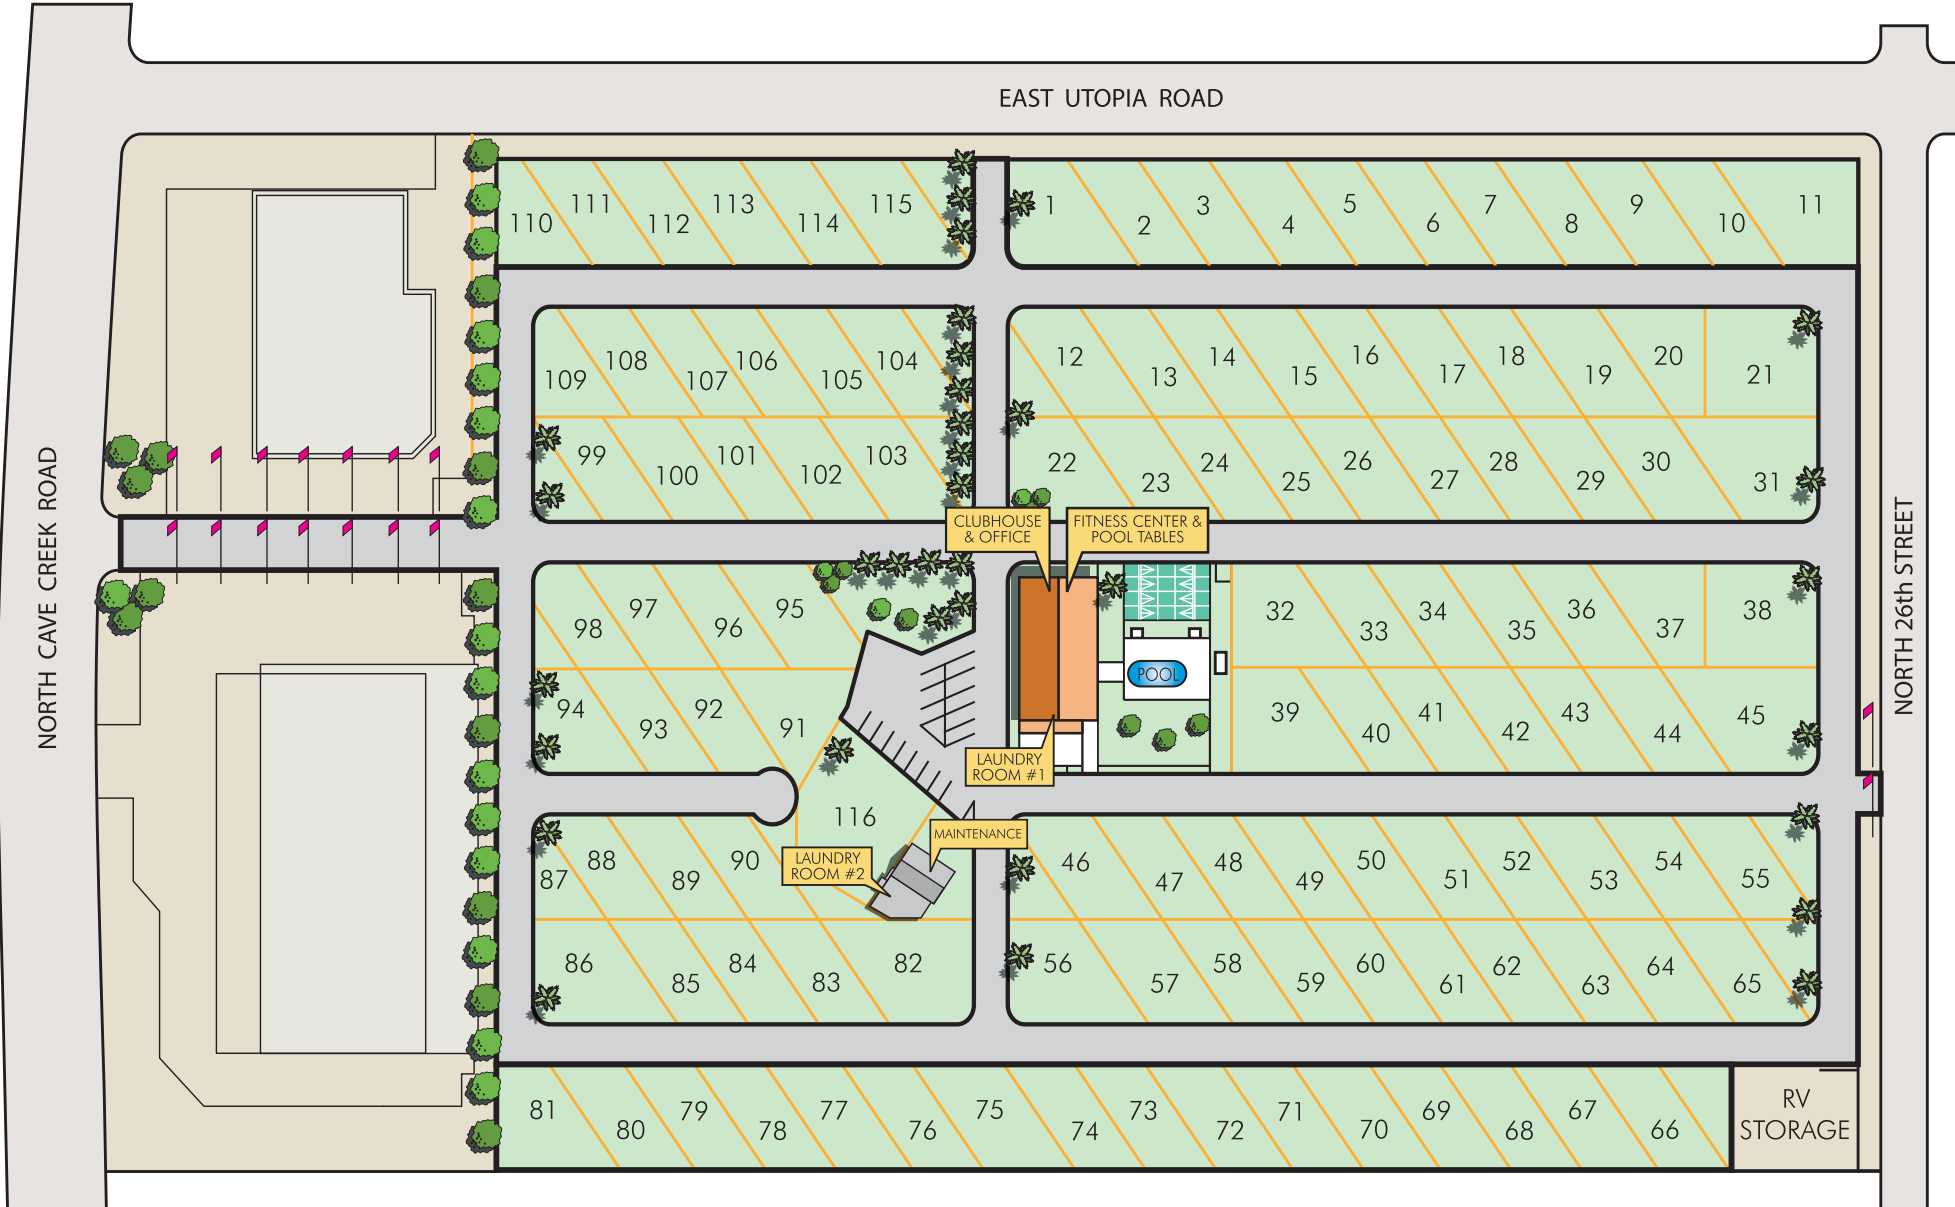 EAST UTOPIA ROAD
111 113 115 1 3 5 7 9 11
110 112 114 2 4 6 8 10
108 106 104 12 14 16 18 20
109 107 105 13 15 17 19 21
99 101 103 22 24 26 28 30
100 102 23 25 27 29 31
NORTH CAVE CREEK ROAD
NORTH 26th STREET
CLUBHOUSE
& OFFICE
FITNESS CENTER &
POOL TABLES
97 95 32 34 36 38
98 96 33 35 37
POOL
94 92 39 41 43 45
93 91 40 42 44
LAUNDRY
ROOM #1
116
MAINTENANCE
LAUNDRY
ROOM #2
88 90 46 48 50 52 54
87 89 47 49 51 53 55
86 84 82 56 58 60 62 64
85 83 57 59 61 63 65
81 79 77 75 73 71 69 67
80 78 76 74 72 70 68 66
RV
STORAGE